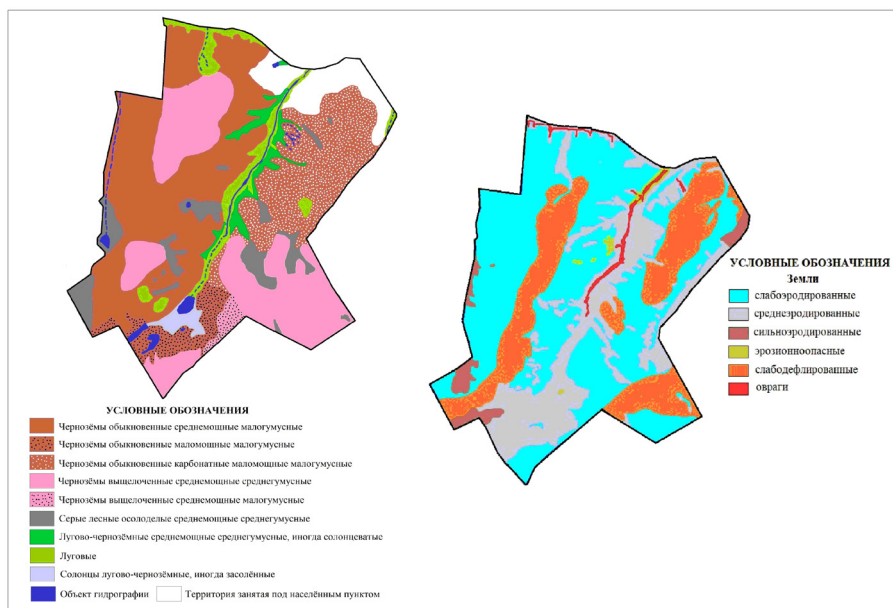 УСЛОВНЫЕ ОБОЗНАЧЕНИЯ
Чернозёмы обыкновенные среднемощные малогумусные
Чернозёмы обыкновенные маломощные малогумусные
Чернозёмы обыкновенные карбонатные маломощные малогумусные
Чернозёмы выщелоченные среднемощные среднегумусные
Чернозёмы выщелоченные среднемощные малогумусные
Серые лесные осолоделые среднемощные среднегумусные
Лугово-чернозёмные среднемощные среднегумусные, иногда солонцеватые
Луговые
Солонцы лугово-чернозёмные, иногда засолённые
Объект гидрографии
Территория занятая под населённым пунктом
УСЛОВНЫЕ ОБОЗНАЧЕНИЯ
Земли
слабоэродированные
среднеэродированные
сильноэродированные
эрозионноопасные
слабодефлированные
овраги